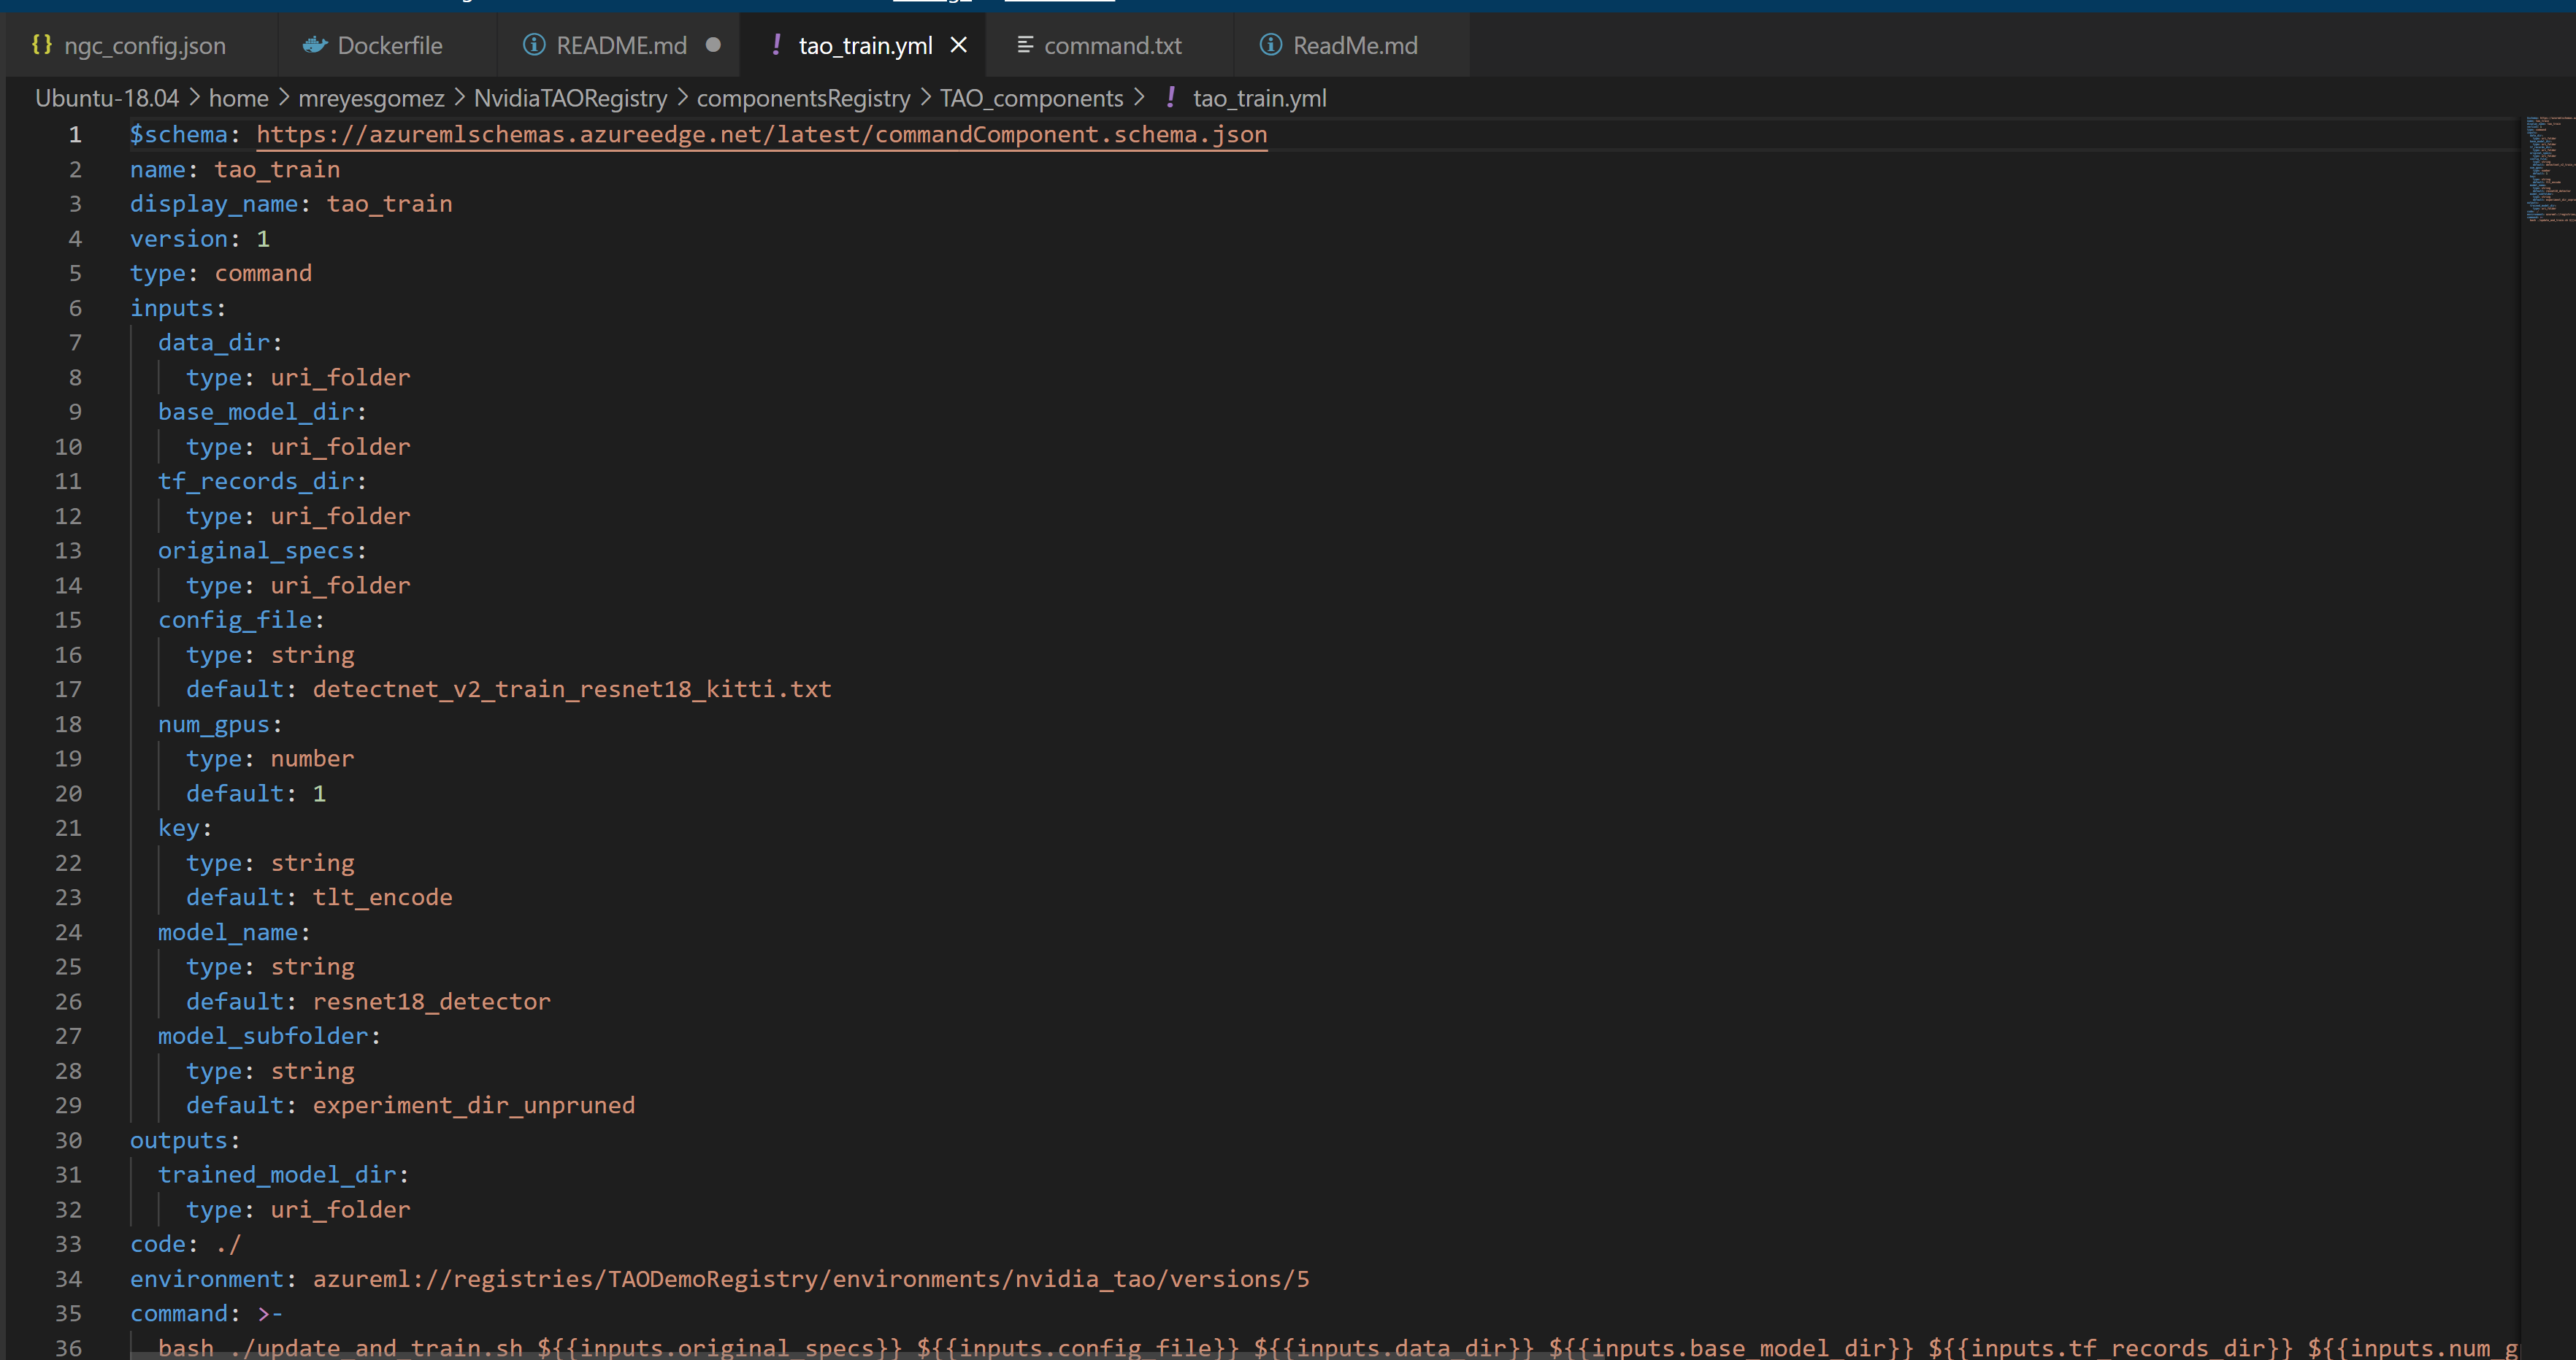 ngc_config.json Dockerfile README.md tao_train.yml command.txt ReadMe.md
Ubuntu-18.04 > home > mreyesgomez > NvidiaTAORegistry > componentsRegistry > TAO_components > ! tao_train.yml
1 $schema: https://azuremlschemas.azureedge.net/latest/commandComponent.schema.json
2 name: tao_train
3 display_name: tao_train
4 version: 1
5 type: command
6 inputs:
7 data_dir:
8 type: uri_folder
9 base_model_dir:
10 type: uri_folder
11 tf_records_dir:
12 type: uri_folder
13 original_specs:
14 type: uri_folder
15 config_file:
16 type: string
17 default: detectnet_v2_train_resnet18_kitti.txt
18 num_gpus:
19 type: number
20 default: 1
21 key:
22 type: string
23 default: tlt_encode
24 model_name:
25 type: string
26 default: resnet18_detector
27 model_subfolder:
28 type: string
29 default: experiment_dir_unpruned
30 outputs:
31 trained_model_dir:
32 type: uri_folder
33 code: ./
34 environment: azureml://registries/TAODemoRegistry/environments/nvidia_tao/versions/5
35 command: >-
36 bash ./update_and_train.sh ${{inputs.original_specs}} ${{inputs.config_file}} ${{inputs.data_dir}} ${{inputs.base_model_dir}} ${{inputs.tf_records_dir}} ${{inputs.num_g